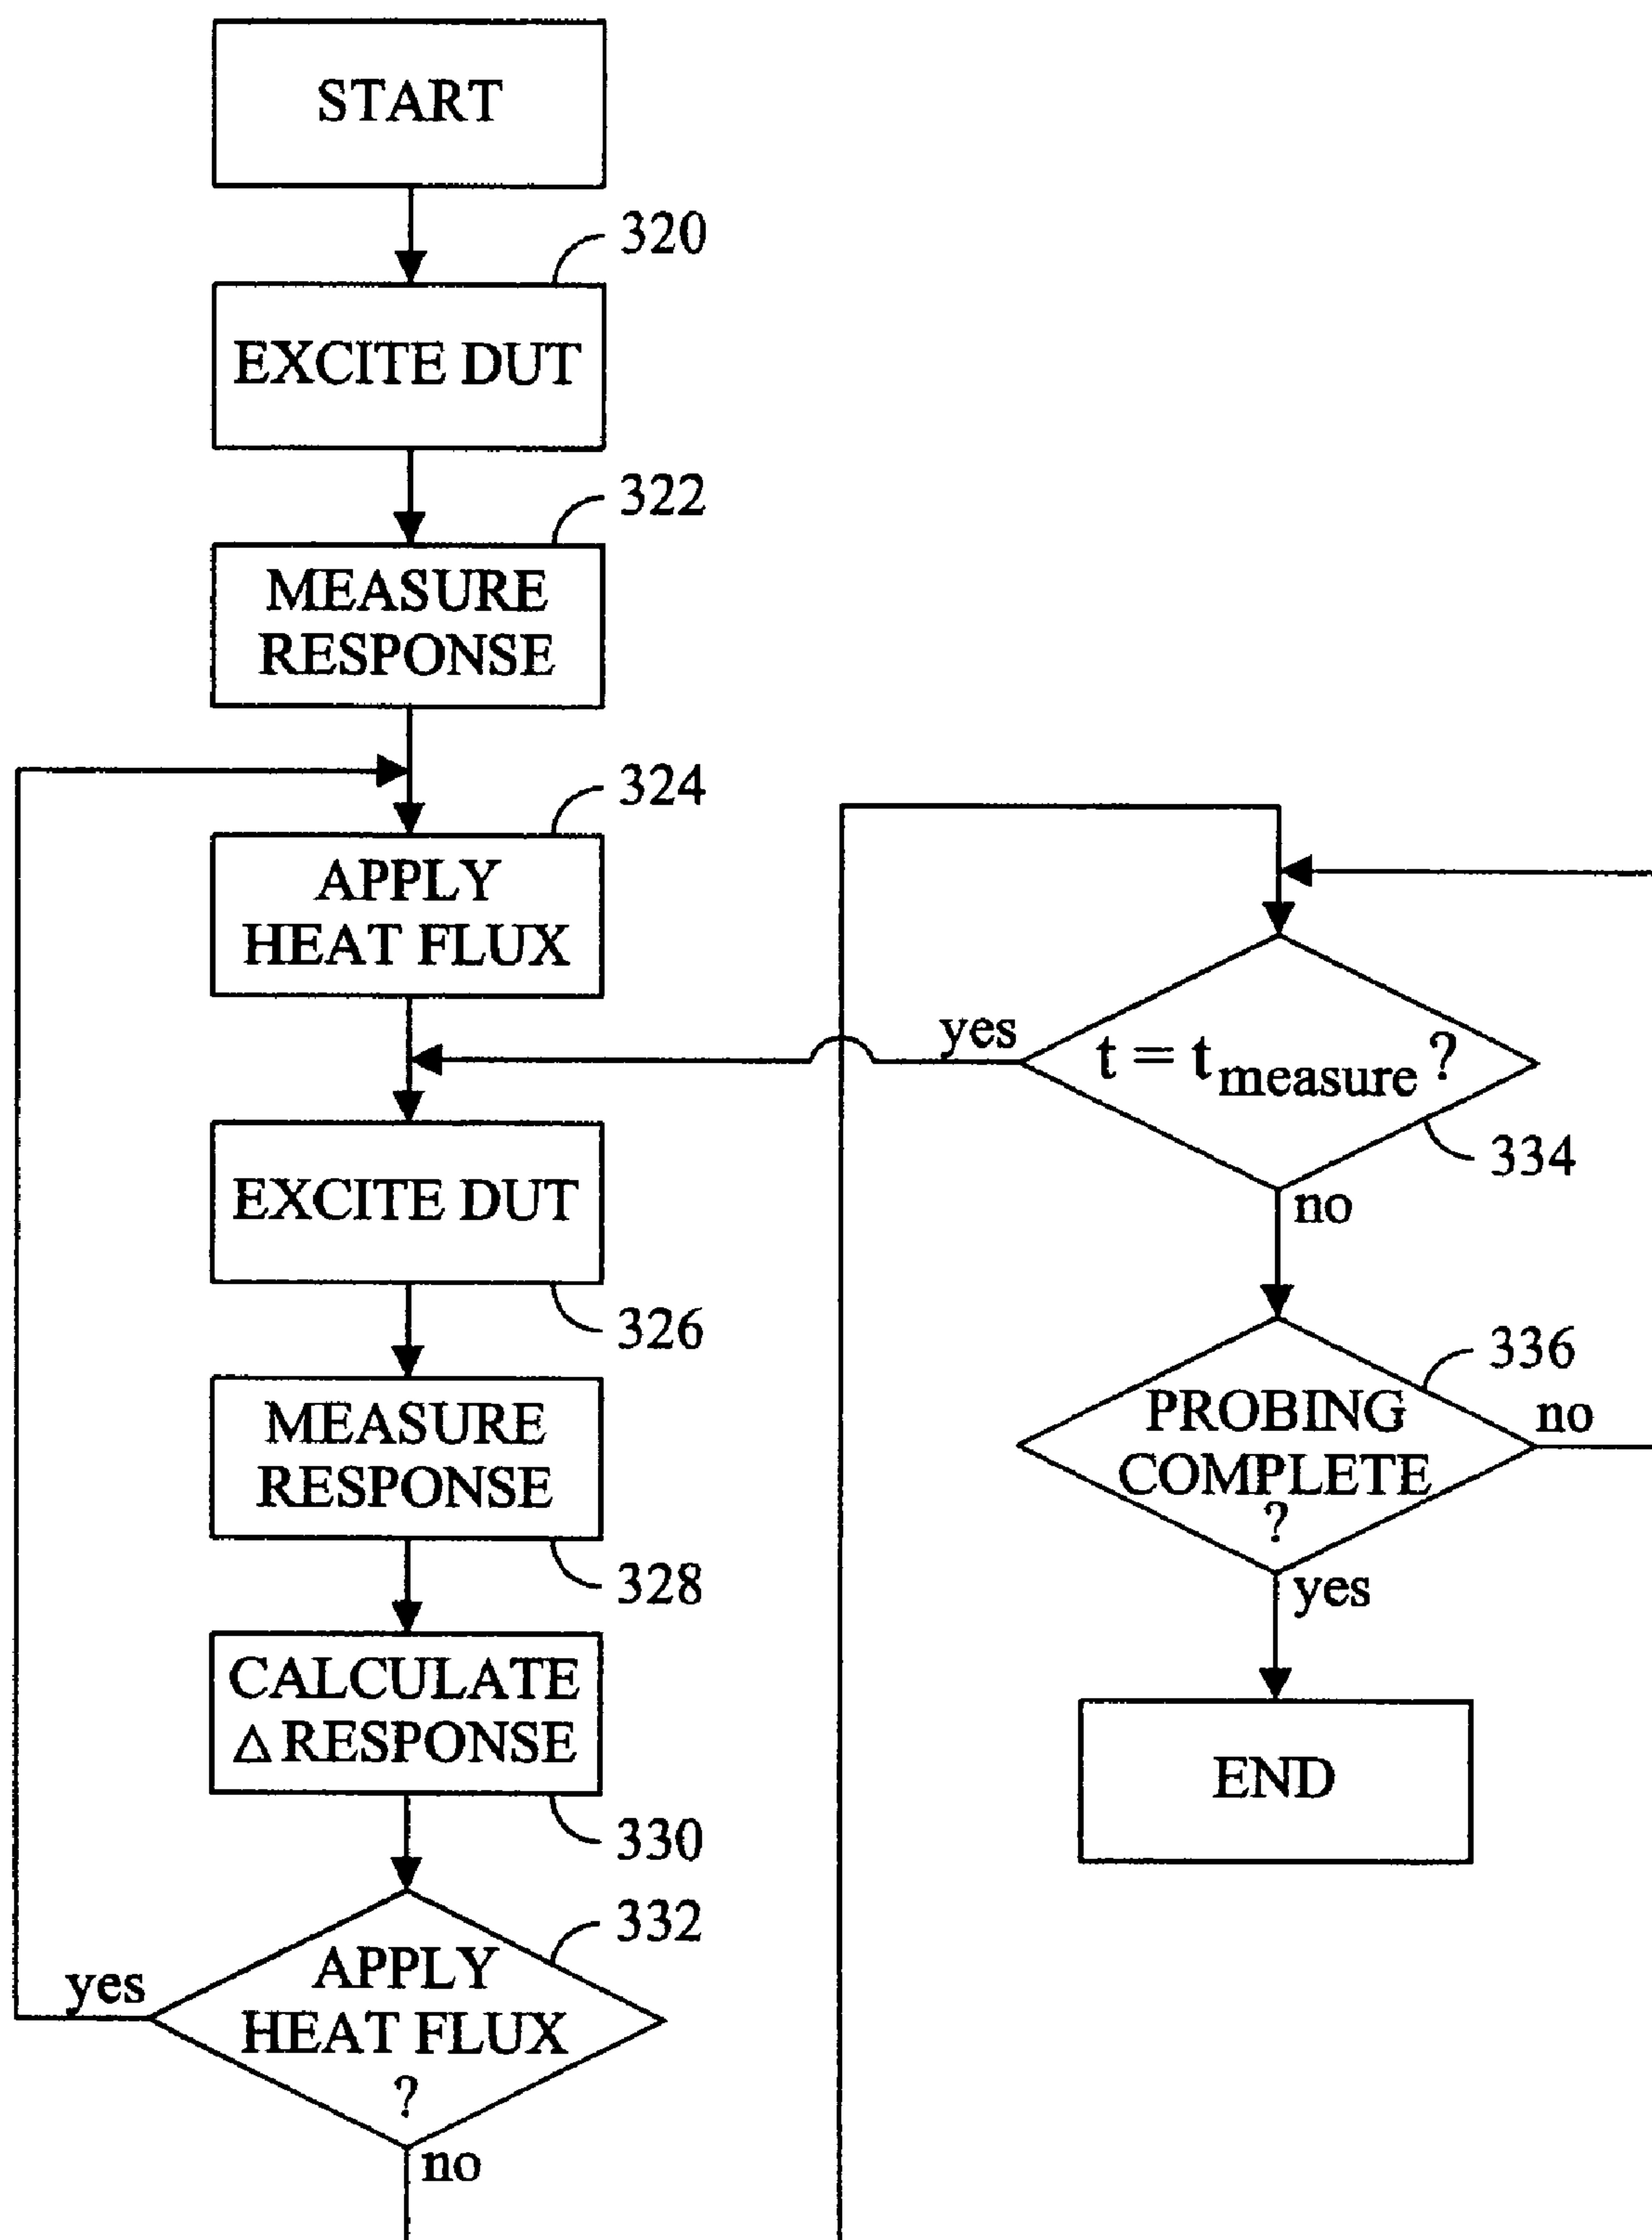 START
320
EXCITE DUT
322
MEASURE
RESPONSE
324
APPLY
HEAT FLUX
EXCITE DUT
326
MEASURE
RESPONSE
328
CALCULATE
Δ RESPONSE
330
332
APPLY
HEAT FLUX
?
yes
no
yes
t = t measure ?
334
no
336
PROBING
COMPLETE
?
no
yes
END